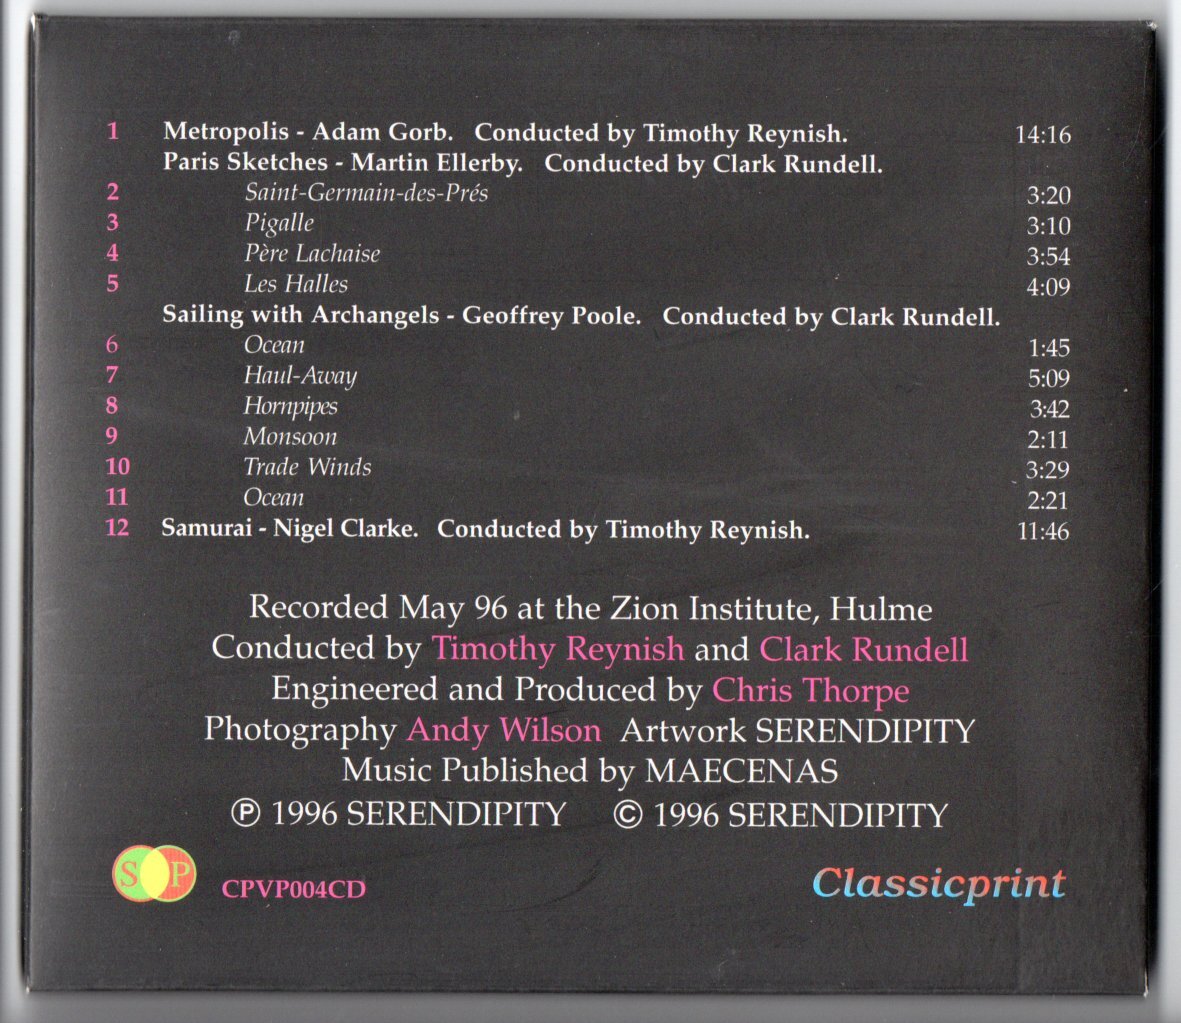 1 Metropolis - Adam Gorb. Conducted by Timothy Reynish. 14:16
Paris Sketches - Martin Ellerby. Conducted by Clark Rundell.
2 Saint-Germain-des-Prés 3:20
3 Pigalle 3:10
4 Père Lachaise 3:54
5 Les Halles 4:09
Sailing with Archangels - Geoffrey Poole. Conducted by Clark Rundell.
6 Ocean 1:45
7 Haul-Away 5:09
8 Hornpipes 3:42
9 Monsoon 2:11
10 Trade Winds 3:29
11 Ocean 2:21
12 Samurai - Nigel Clarke. Conducted by Timothy Reynish. 11:46
Recorded May 96 at the Zion Institute, Hulme
Conducted by Timothy Reynish and Clark Rundell
Engineered and Produced by Chris Thorpe
Photography Andy Wilson Artwork SERENDIPITY
Music Published by MAECENAS
℗ 1996 SERENDIPITY © 1996 SERENDIPITY
SP CPVP004CD Classicprint